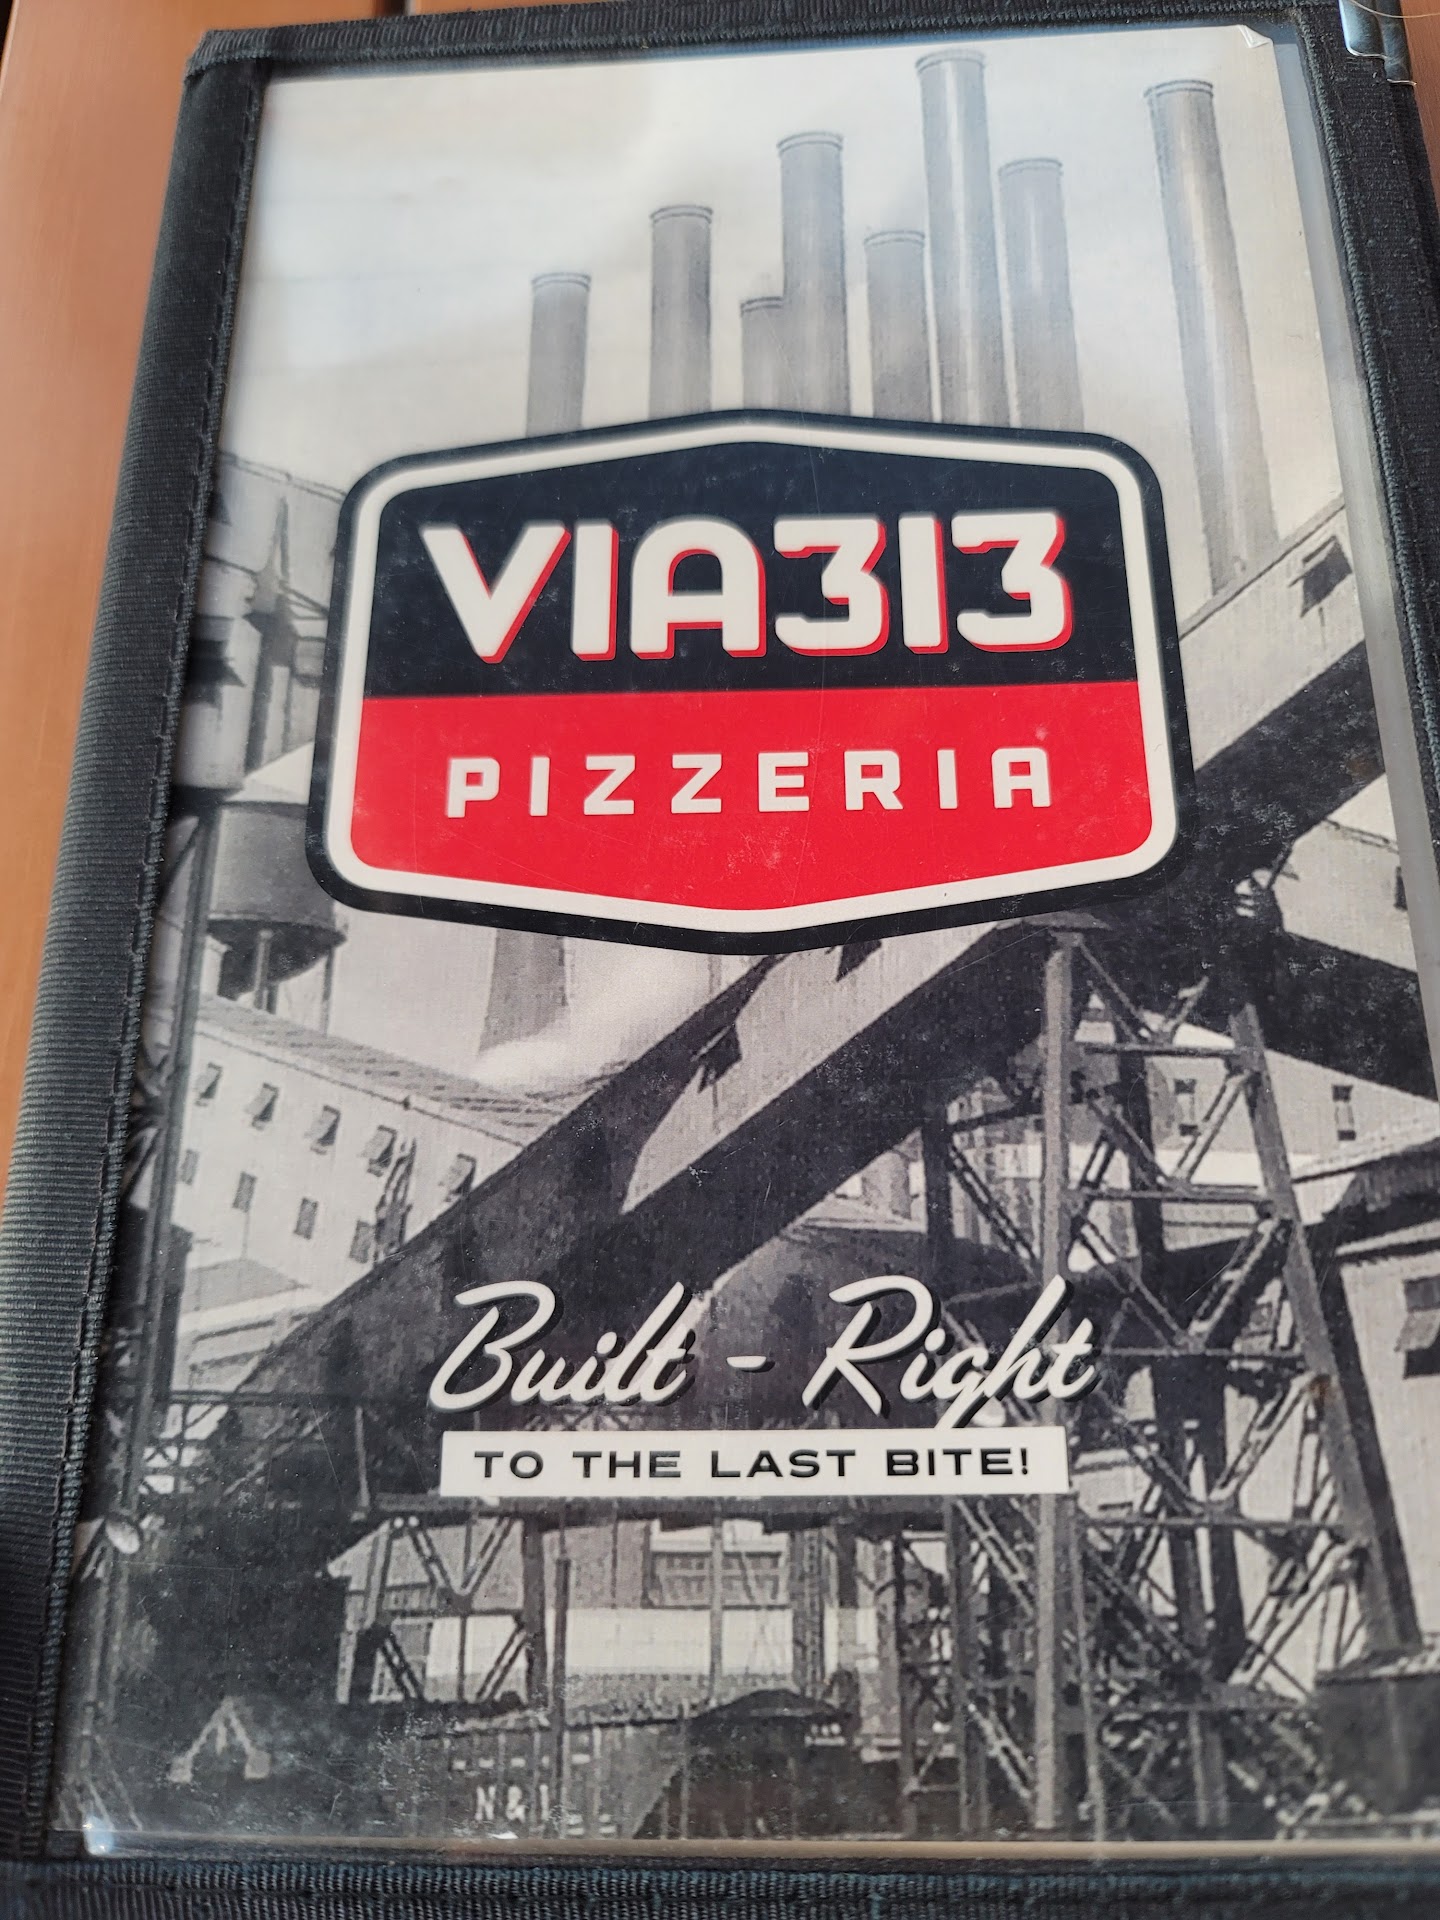 VIA313
PIZZERIA
Built - Right
TO THE LAST BITE!
N &